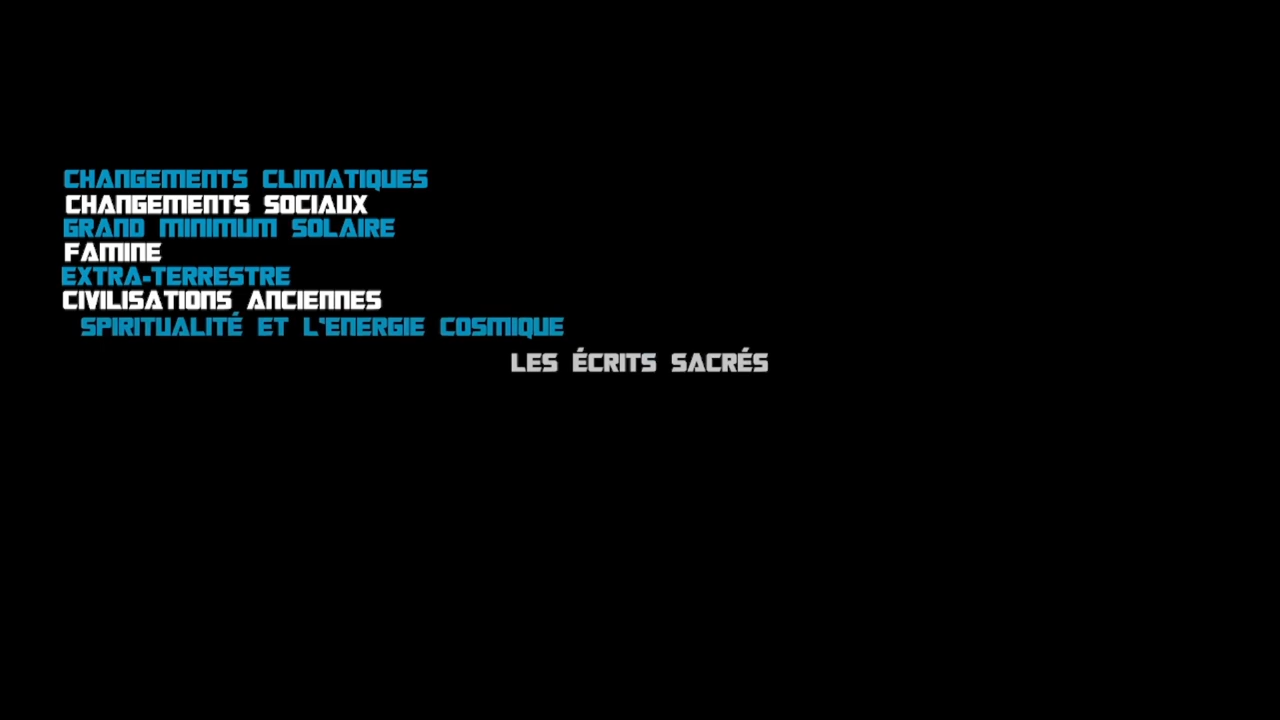 CHANGEMENTS CLIMATIQUES
CHANGEMENTS SOCIAUX
GRAND MINIMUM SOLAIRE
FAMINE
EXTRA-TERRESTRE
CIVILISATIONS ANCIENNES
SPIRITUALITÉ ET L'ENERGIE COSMIQUE
LES ÉCRITS SACRÉS